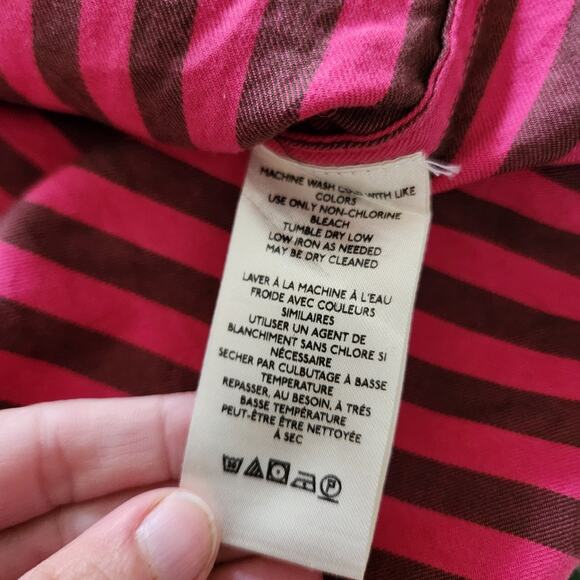 MACHINE WASH COLD WITH LIKE
COLORS
USE ONLY NON-CHLORINE
BLEACH
TUMBLE DRY LOW
LOW IRON AS NEEDED
MAY BE DRY CLEANED
LAVER À LA MACHINE À L'EAU
FROIDE AVEC COULEURS
SIMILAIRES
UTILISER UN AGENT DE
BLANCHIMENT SANS CHLORE SI
NÉCESSAIRE
SECHER PAR CULBUTAGE À BASSE
TEMPERATURE
REPASSER, AU BESOIN, À TRÉS
BASSE TEMPÉRATURE
PEUT-ÊTRE ÊTRE NETTOYÉE
À SEC
P